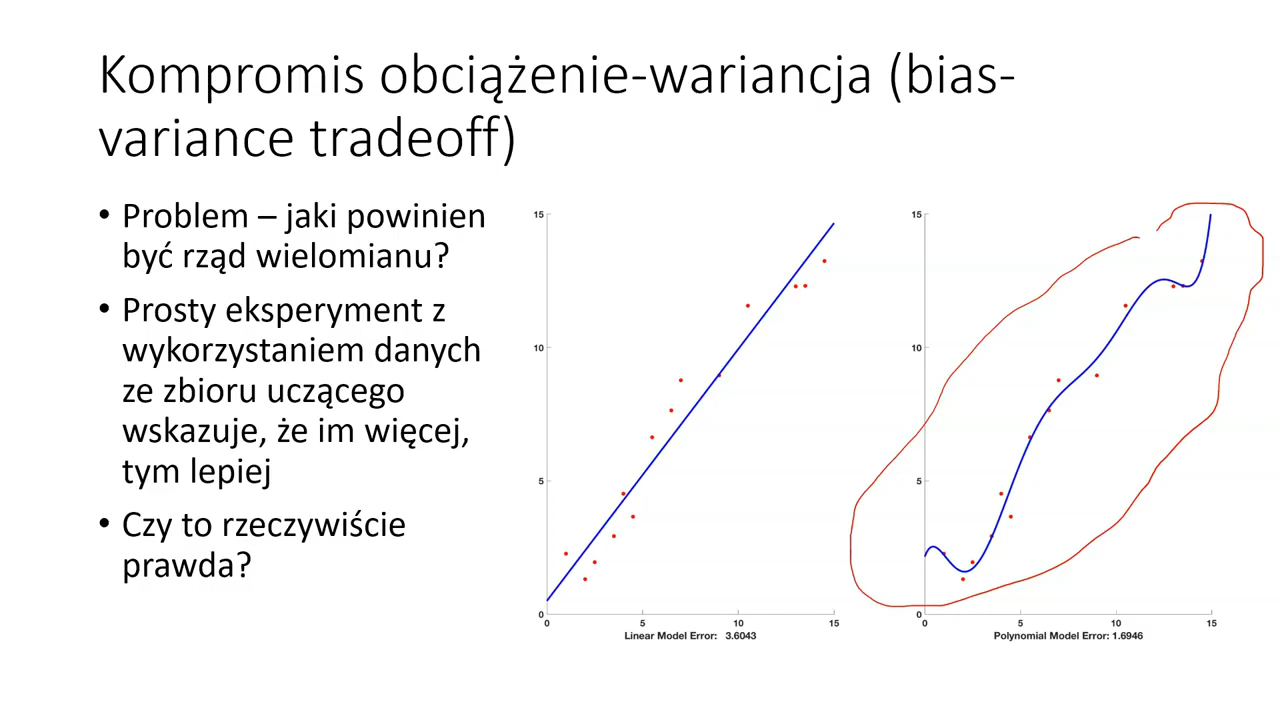 Kompromis obciążenie-wariancja (bias-
variance tradeoff)
• Problem – jaki powinien
być rząd wielomianu?
• Prosty eksperyment z
wykorzystaniem danych
ze zbioru uczącego
wskazuje, że im więcej,
tym lepiej
• Czy to rzeczywiście
prawda?
15
10
5
0
0 5 10 15
Linear Model Error: 3.6043
15
10
5
0
0 5 10 15
Polynomial Model Error: 1.6946